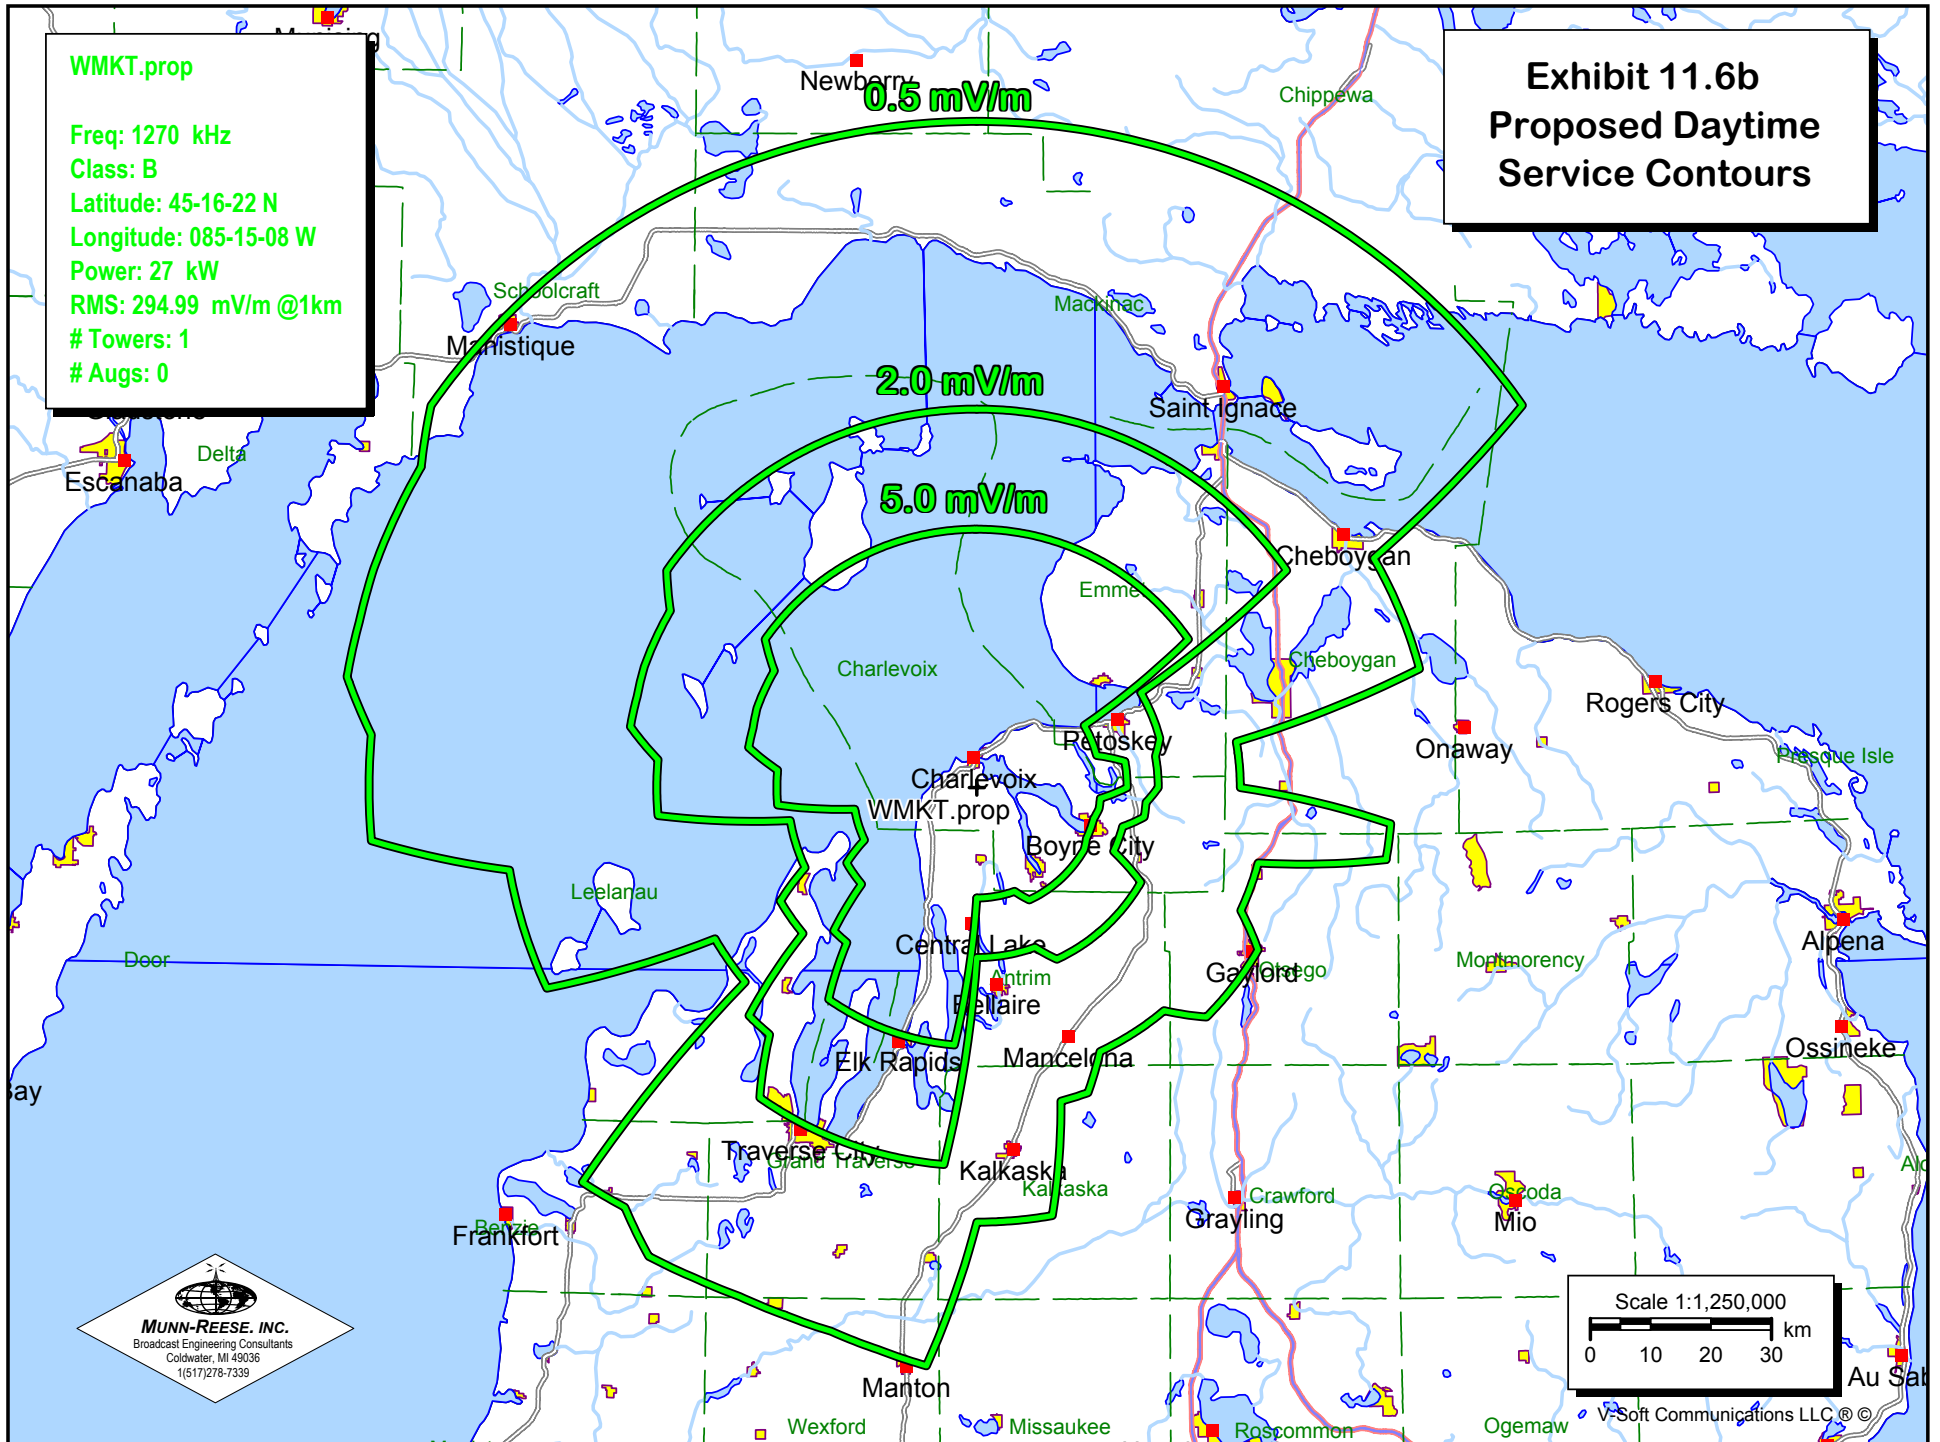 WMKT.prop
Freq: 1270 kHz
Class: B
Latitude: 45-16-22 N
Longitude: 085-15-08 W
Power: 27 kW
RMS: 294.99 mV/m @1km
# Towers: 1
# Augs: 0
Exhibit 11.6b
Proposed Daytime
Service Contours
Newberry
0.5 mV/m
Chippewa
Schoolcraft
Mackinac
Manistique
2.0 mV/m
Saint Ignace
Delta
Escanaba
5.0 mV/m
Cheboygan
Emmet
Charlevoix
Cheboygan
Rogers City
Petoskey
Onaway
Presque Isle
Charlevoix
WMKT.prop
Boyne City
Leelanau
Central Lake
Alpena
Door
Gaylord
Otsego
Montmorency
Antrim
Bellaire
Elk Rapids
Mancelona
Ossineke
Bay
Traverse City
Grand Traverse
Kalkaska
Kalkaska
Crawford
Grayling
Oscoda
Mio
Benzie
Frankfort
MUNN-REESE. INC.
Broadcast Engineering Consultants
Coldwater, MI 49036
1(517)278-7339
Scale 1:1,250,000
km
0 10 20 30
Manton
Au Sab
V-Soft Communications LLC ® ©
Wexford
Missaukee
Roscommon
Ogemaw